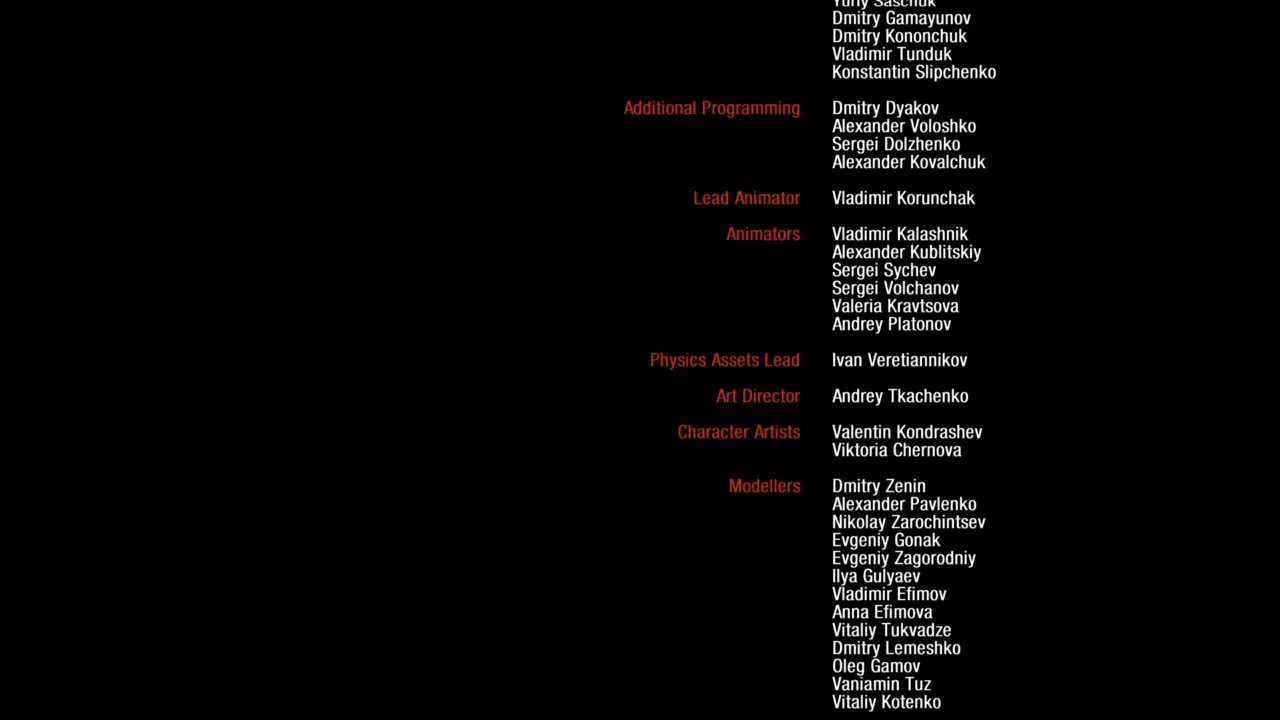 Yuriy Saschuk
Dmitry Gamayunov
Dmitry Kononchuk
Vladimir Tunduk
Konstantin Slipchenko
Additional Programming Dmitry Dyakov
Alexander Voloshko
Sergei Dolzhenko
Alexander Kovalchuk
Lead Animator Vladimir Korunchak
Animators Vladimir Kalashnik
Alexander Kublitskiy
Sergei Sychev
Sergei Volchanov
Valeria Kravtsova
Andrey Platonov
Physics Assets Lead Ivan Veretiannikov
Art Director Andrey Tkachenko
Character Artists Valentin Kondrashev
Viktoria Chernova
Modellers Dmitry Zenin
Alexander Pavlenko
Nikolay Zarochintsev
Evgeniy Gonak
Evgeniy Zagorodniy
Ilya Gulyaev
Vladimir Efimov
Anna Efimova
Vitaliy Tukvadze
Dmitry Lemeshko
Oleg Gamov
Vaniamin Tuz
Vitaliy Kotenko